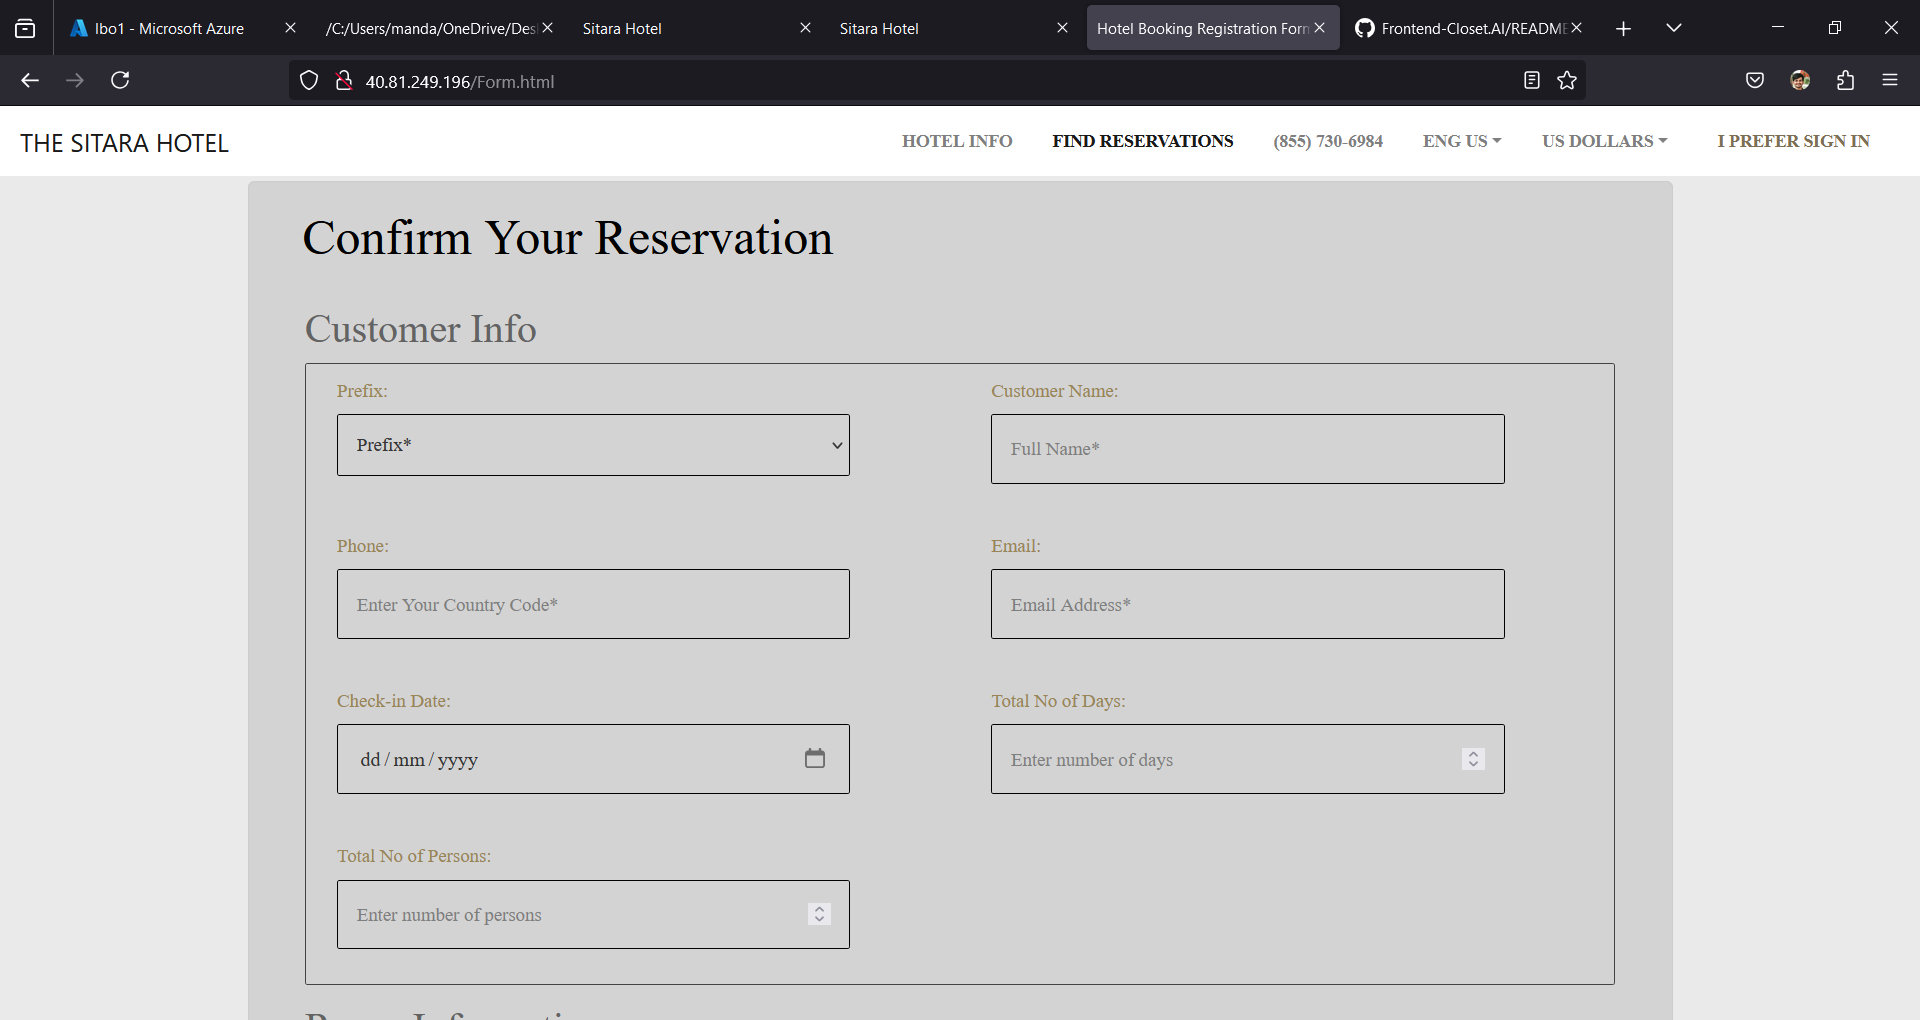 Ibo1 - Microsoft Azure
/C:/Users/manda/OneDrive/Des
Sitara Hotel
Sitara Hotel
Hotel Booking Registration Form
Frontend-Closet.AI/README
40.81.249.196/Form.html
THE SITARA HOTEL
HOTEL INFO
FIND RESERVATIONS
(855) 730-6984
ENG US
US DOLLARS
I PREFER SIGN IN
Confirm Your Reservation
Customer Info
Prefix:
Customer Name:
Prefix*
Full Name*
Phone:
Email:
Enter Your Country Code*
Email Address*
Check-in Date:
Total No of Days:
dd / mm / yyyy
Enter number of days
Total No of Persons:
Enter number of persons